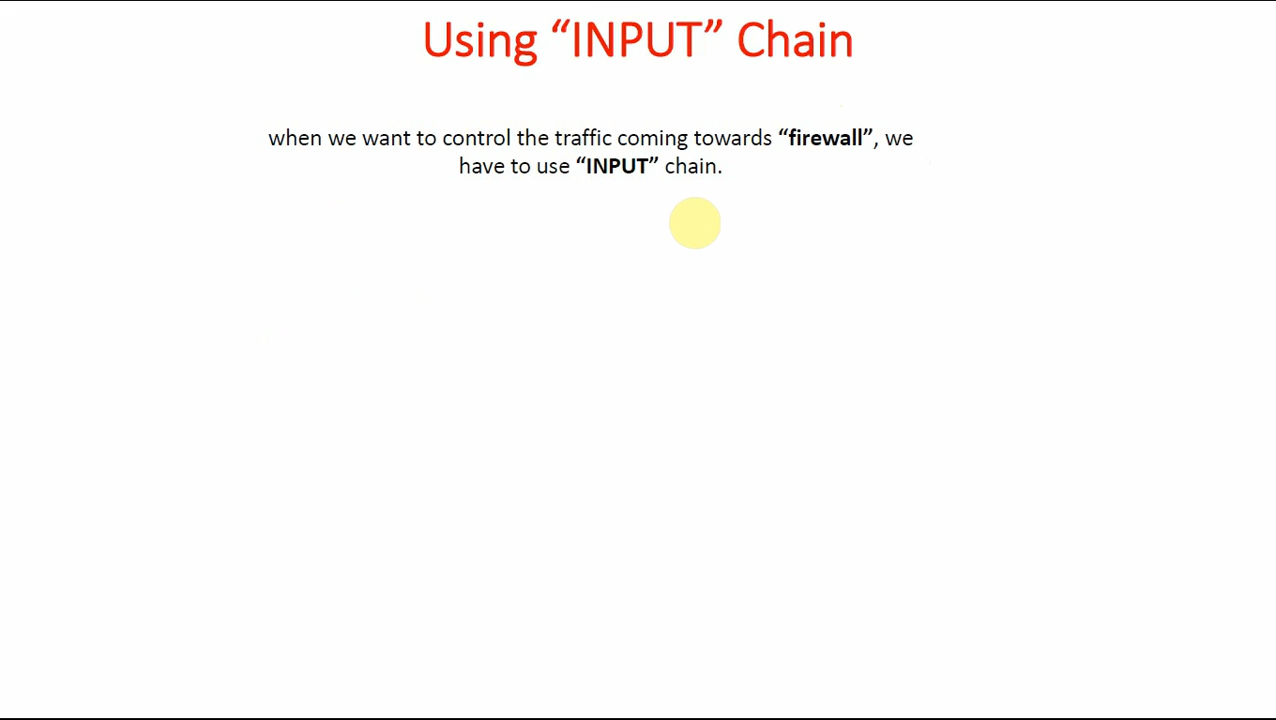 Using “INPUT” Chain
when we want to control the traffic coming towards “firewall”, we
have to use “INPUT” chain.